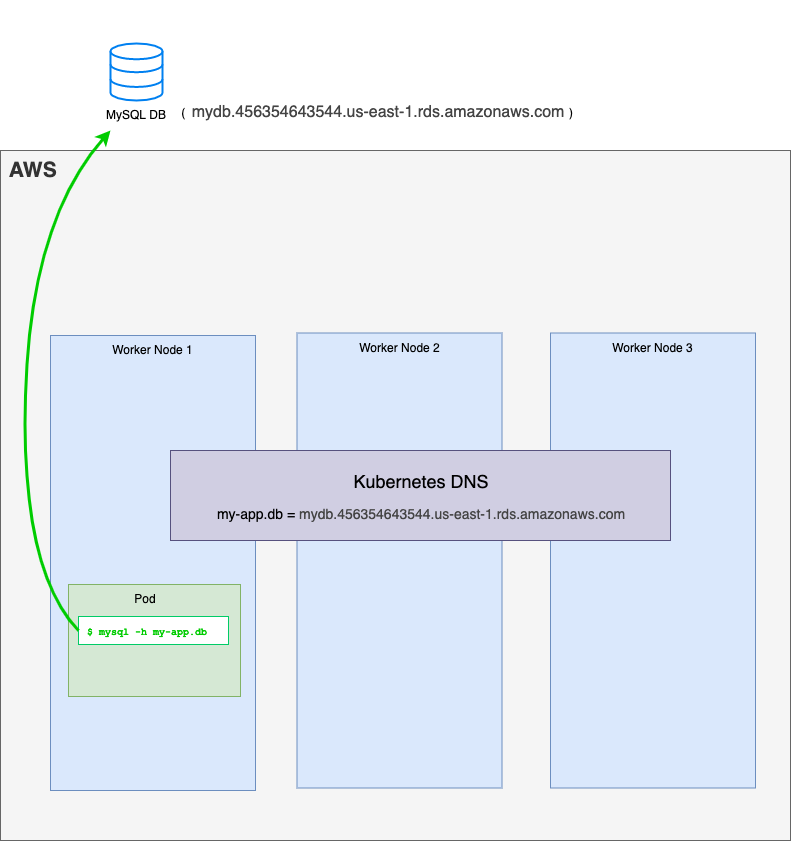 MySQL DB ( mydb.456354643544.us-east-1.rds.amazonaws.com )
AWS
Worker Node 1
Worker Node 2
Worker Node 3
Kubernetes DNS
my-app.db = mydb.456354643544.us-east-1.rds.amazonaws.com
Pod
$ mysql -h my-app.db